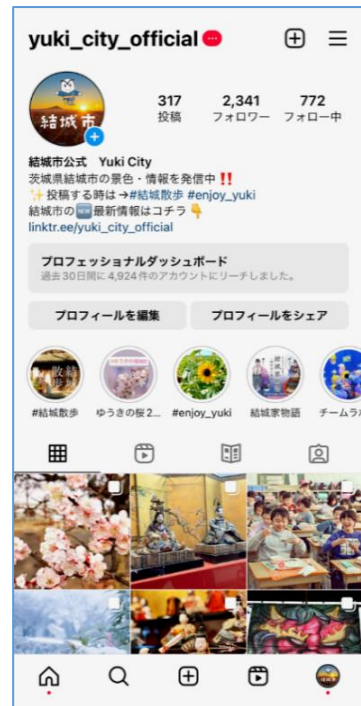 yuki_city_official
結城市
317 2,341 772
投稿 フォロワー フォロー中
結城市公式 Yuki City
茨城県結城市の景色・情報を発信中‼️
✨投稿する時は→#結城散歩 #enjoy_yuki
結城市の🆕最新情報はコチラ👇
linktr.ee/yuki_city_official
プロフェッショナルダッシュボード
過去30日間に4,924件のアカウントにリーチしました。
プロフィールを編集 プロフィールをシェア
#結城散歩 ゆうきの桜2... #enjoy_yuki 結城家物語 チームラボ